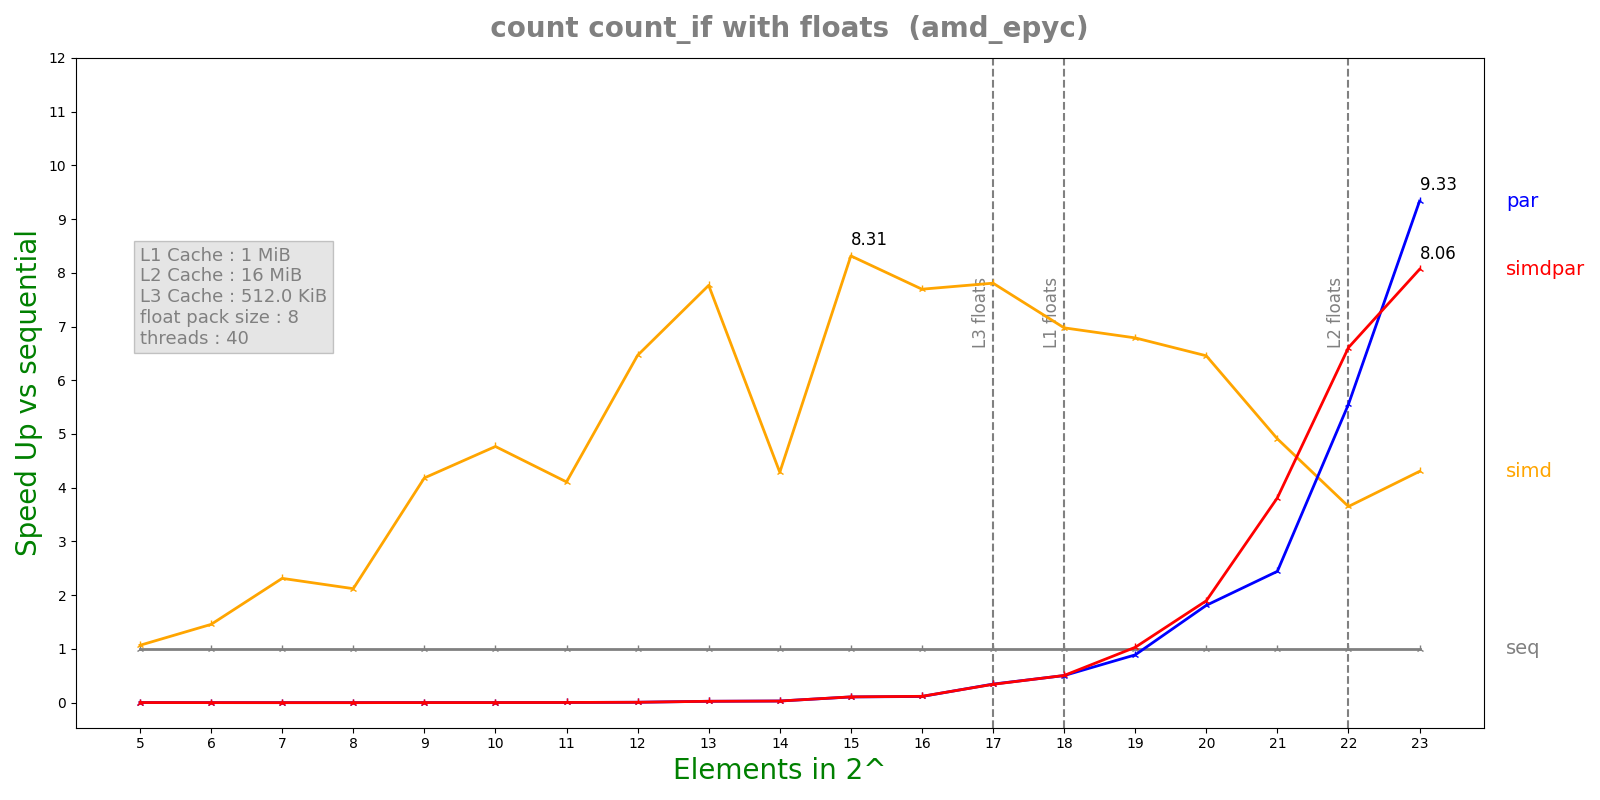 count count_if with floats (amd_epyc)
Speed Up vs sequential
12
11
10
9
8
7
6
5
4
3
2
1
0
L1 Cache : 1 MiB
L2 Cache : 16 MiB
L3 Cache : 512.0 KiB
float pack size : 8
threads : 40
8.31
9.33
8.06
L3 floats
L1 floats
L2 floats
par
simdpar
simd
seq
5 6 7 8 9 10 11 12 13 14 15 16 17 18 19 20 21 22 23
Elements in 2^